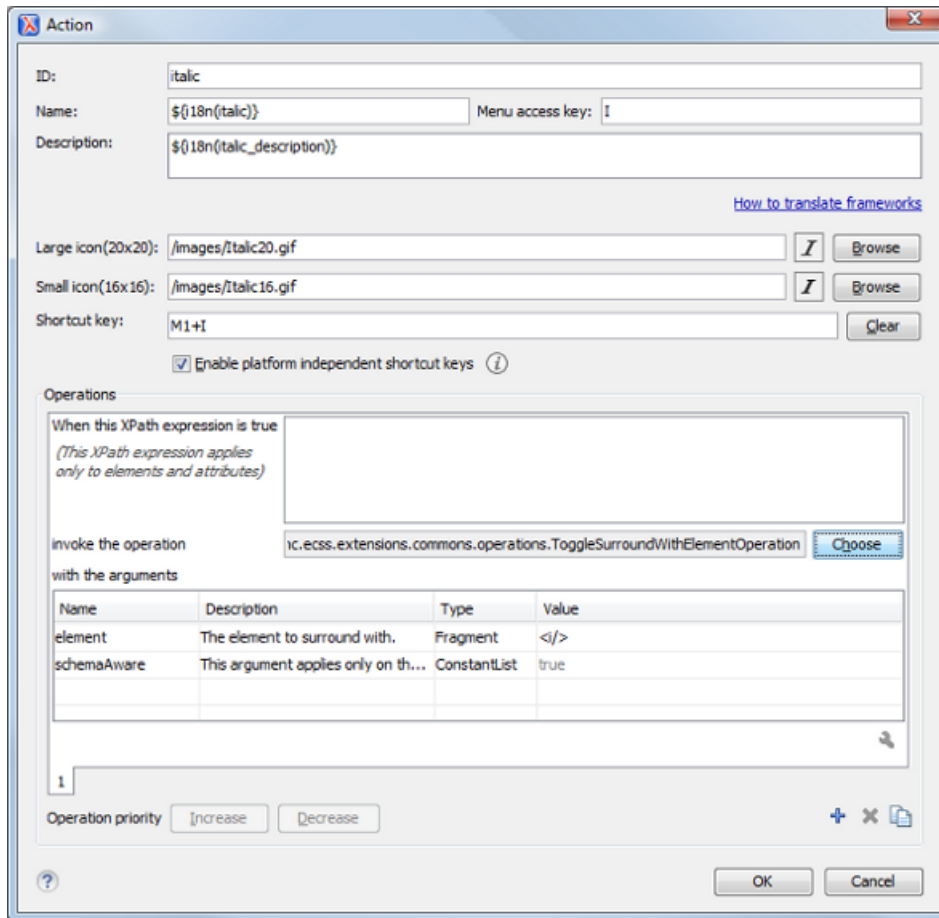 Action
ID: italic
Name: ${i18n(italic)} Menu access key: I
Description: ${i18n(italic_description)}
How to translate frameworks
Large icon(20x20): /images/Italic20.gif I Browse
Small icon(16x16): /images/Italic16.gif I Browse
Shortcut key: M1+I Clear
Enable platform independent shortcut keys i
Operations
When this XPath expression is true
(This XPath expression applies
only to elements and attributes)
invoke the operation c.ecss.extensions.commons.operations.ToggleSurroundWithElementOperation Choose
with the arguments
Name Description Type Value
element The element to surround with. Fragment <i/>
schemaAware This argument applies only on th... ConstantList true
1
Operation priority Increase Decrease
? OK Cancel